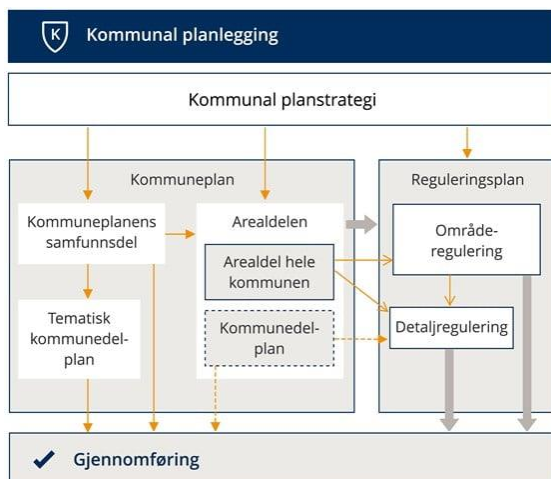 K
Kommunal planlegging
Kommunal planstrategi
Kommuneplan
Kommuneplanens
samfunnsdel
Tematisk
kommunedel-
plan
Arealdelen
Arealdel hele
kommunen
Kommunedel-
plan
Reguleringsplan
Område-
regulering
Detaljregulering
Gjennomføring